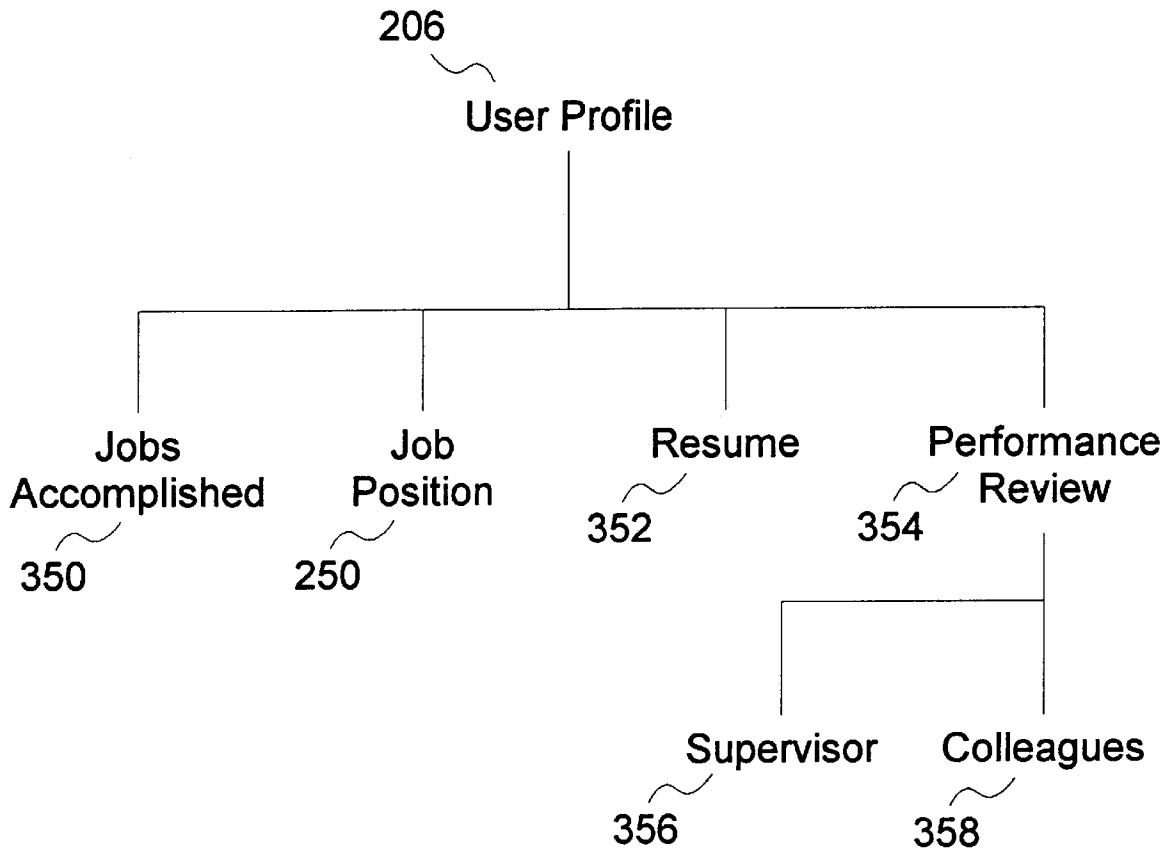 206
User Profile
Jobs
Accomplished
350
Job
Position
250
Resume
352
Performance
Review
354
Supervisor
356
Colleagues
358